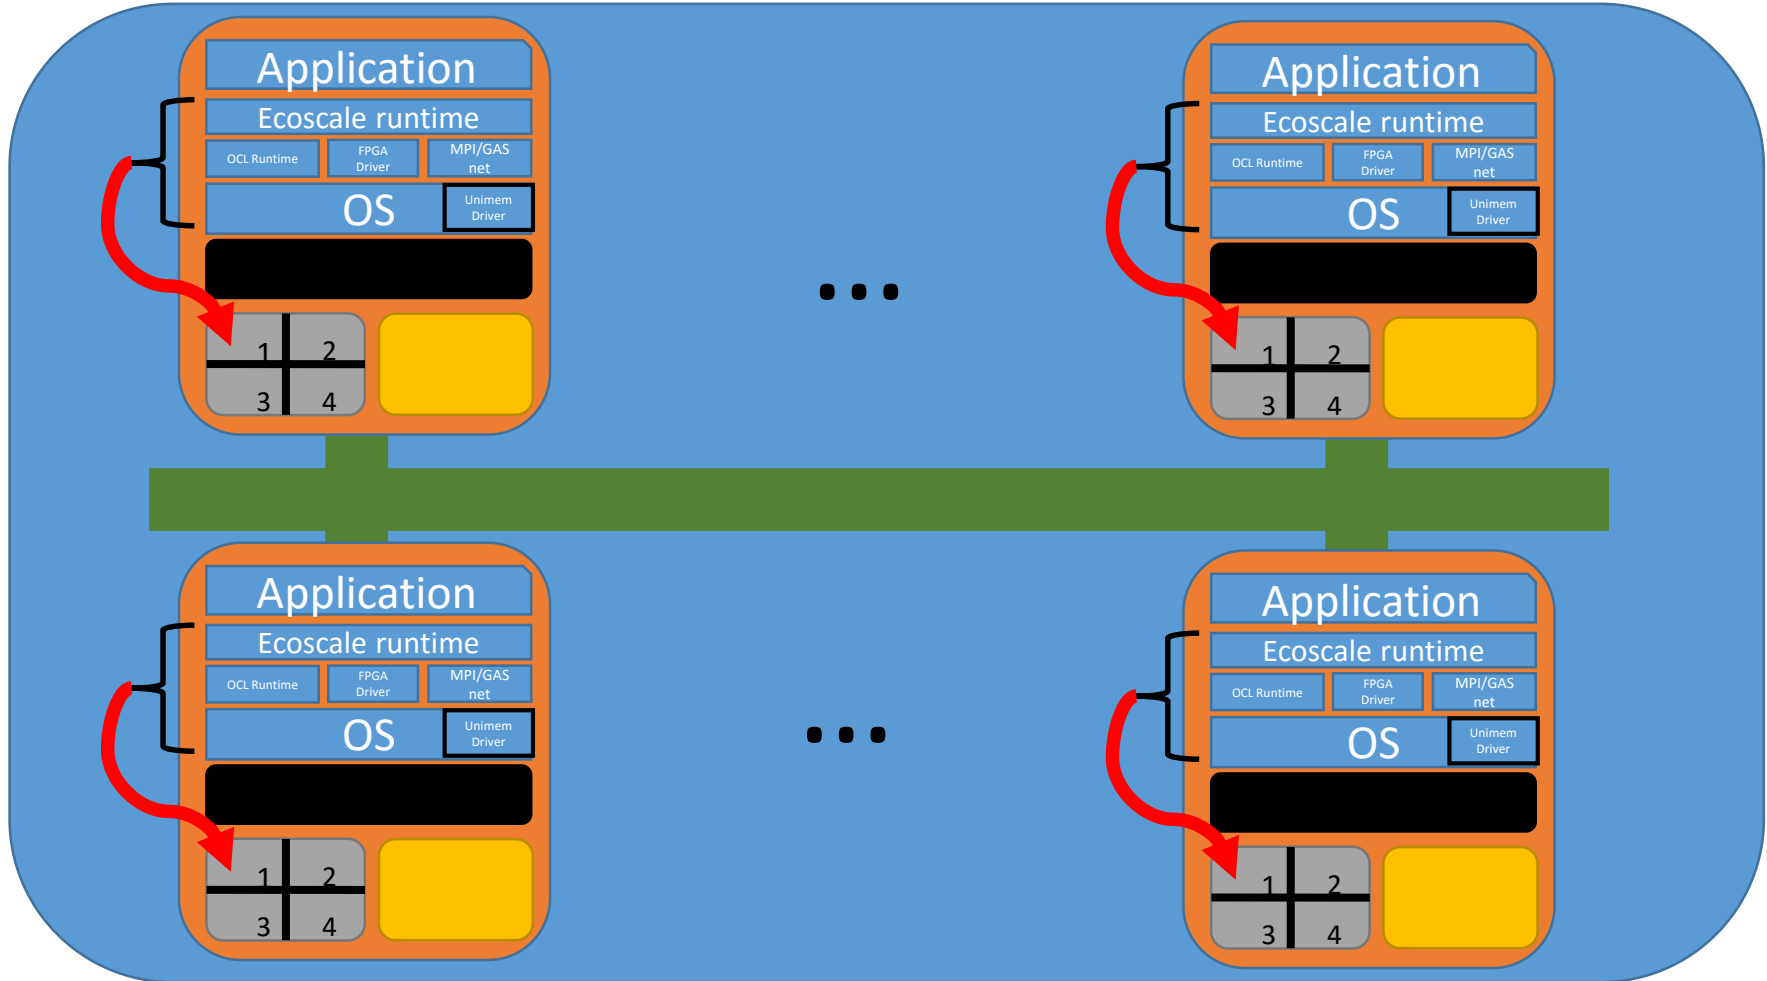 Application
Ecoscale runtime
OCL Runtime
FPGA
Driver
MPI/GAS
net
OS
Unimem
Driver
1
2
3
4
Application
Ecoscale runtime
OCL Runtime
FPGA
Driver
MPI/GAS
net
OS
Unimem
Driver
1
2
3
4
...
Application
Ecoscale runtime
OCL Runtime
FPGA
Driver
MPI/GAS
net
OS
Unimem
Driver
1
2
3
4
Application
Ecoscale runtime
OCL Runtime
FPGA
Driver
MPI/GAS
net
OS
Unimem
Driver
1
2
3
4
...